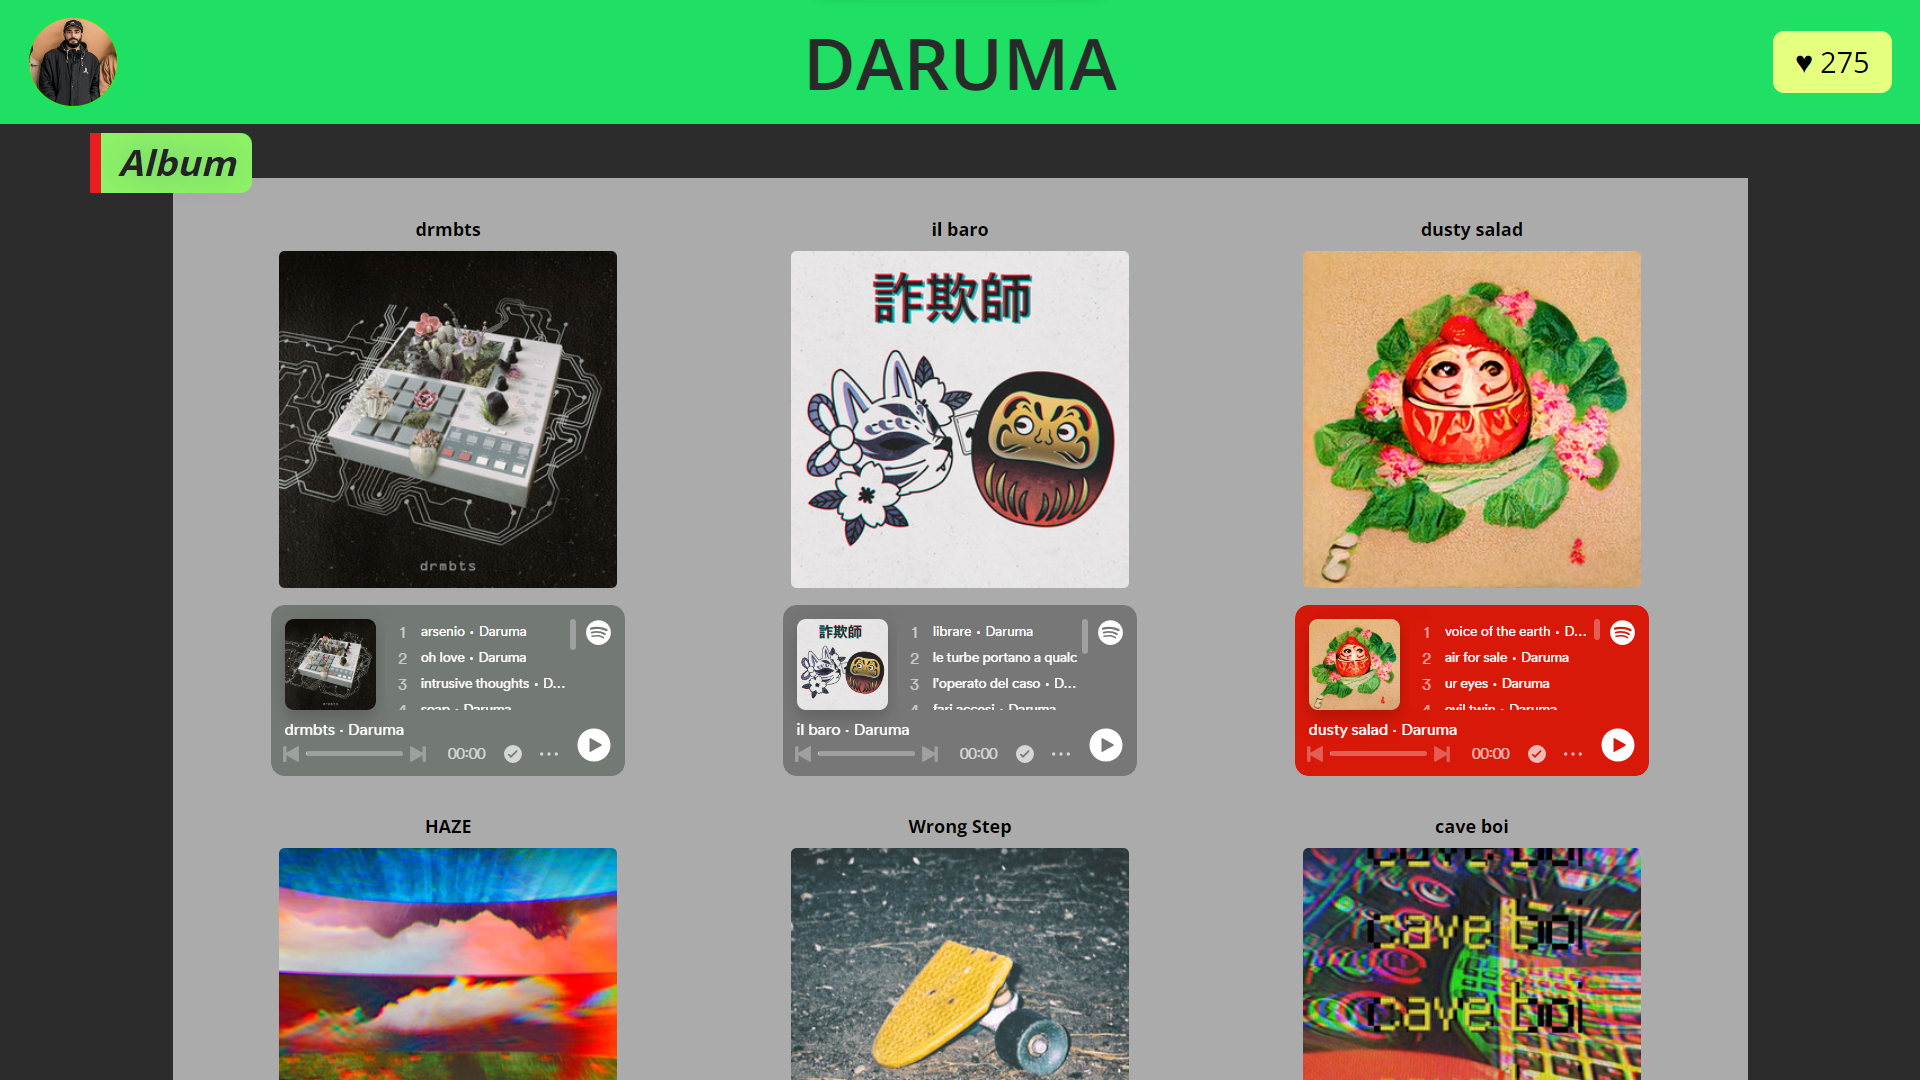 DARUMA
♥ 275
Album
drmbts
il baro
dusty salad
drmbts
詐欺師
1 arsenio • Daruma
2 oh love • Daruma
3 intrusive thoughts • D...
4 soap • Daruma
drmbts · Daruma
00:00
詐欺師
1 librare • Daruma
2 le turbe portano a qualc
3 l'operato del caso • D...
4 fari accesi • Daruma
il baro · Daruma
00:00
1 voice of the earth • D...
2 air for sale • Daruma
3 ur eyes • Daruma
4 evil twin • Daruma
dusty salad · Daruma
00:00
HAZE
Wrong Step
cave boi
cave boi
cave boi
cave boi